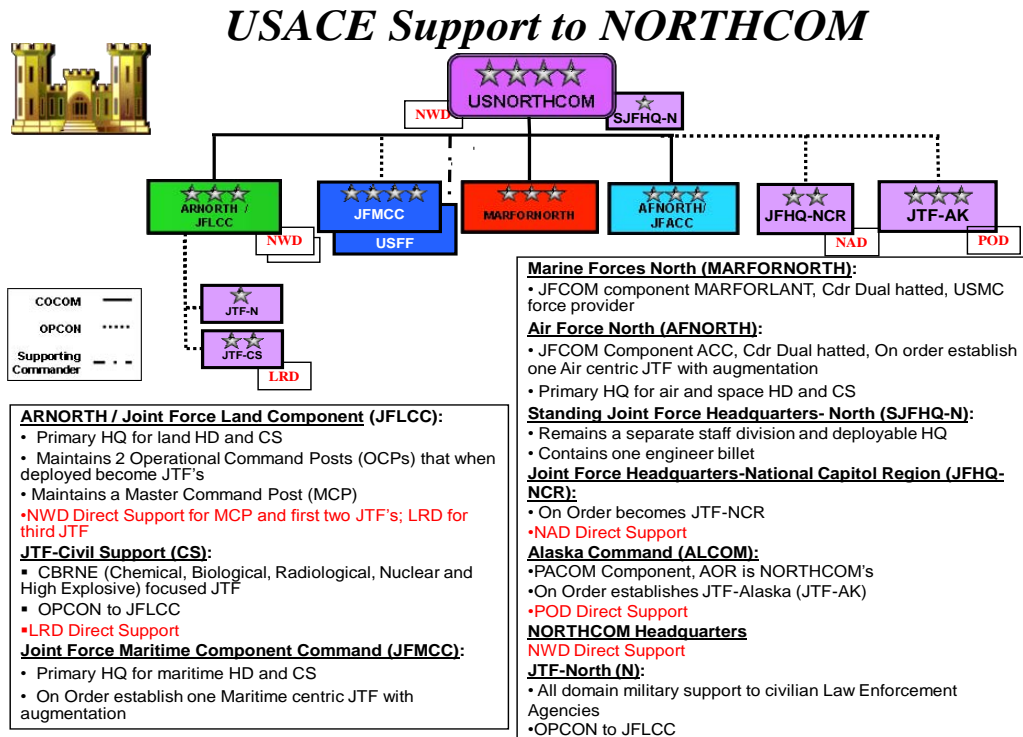 USACE Support to NORTHCOM
USNORTHCOM
NWD
SJFHQ-N
ARNORTH /
JFLCC
NWD
JFMCC
USFF
MARFORNORTH
AFNORTH/
JFACC
JFHQ-NCR
NAD
JTF-AK
POD
COCOM
OPCON
Supporting
Commander
JTF-N
JTF-CS
LRD
ARNORTH / Joint Force Land Component (JFLCC):
• Primary HQ for land HD and CS
• Maintains 2 Operational Command Posts (OCPs) that when
deployed become JTF's
• Maintains a Master Command Post (MCP)
•NWD Direct Support for MCP and first two JTF's; LRD for
third JTF
JTF-Civil Support (CS):
▪ CBRNE (Chemical, Biological, Radiological, Nuclear and
High Explosive) focused JTF
▪ OPCON to JFLCC
▪LRD Direct Support
Joint Force Maritime Component Command (JFMCC):
• Primary HQ for maritime HD and CS
• On Order establish one Maritime centric JTF with
augmentation
Marine Forces North (MARFORNORTH):
• JFCOM component MARFORLANT, Cdr Dual hatted, USMC
force provider
Air Force North (AFNORTH):
• JFCOM Component ACC, Cdr Dual hatted, On order establish
one Air centric JTF with augmentation
• Primary HQ for air and space HD and CS
Standing Joint Force Headquarters- North (SJFHQ-N):
• Remains a separate staff division and deployable HQ
• Contains one engineer billet
Joint Force Headquarters-National Capitol Region (JFHQ-
NCR):
• On Order becomes JTF-NCR
•NAD Direct Support
Alaska Command (ALCOM):
•PACOM Component, AOR is NORTHCOM's
•On Order establishes JTF-Alaska (JTF-AK)
•POD Direct Support
NORTHCOM Headquarters
NWD Direct Support
JTF-North (N):
• All domain military support to civilian Law Enforcement
Agencies
•OPCON to JFLCC